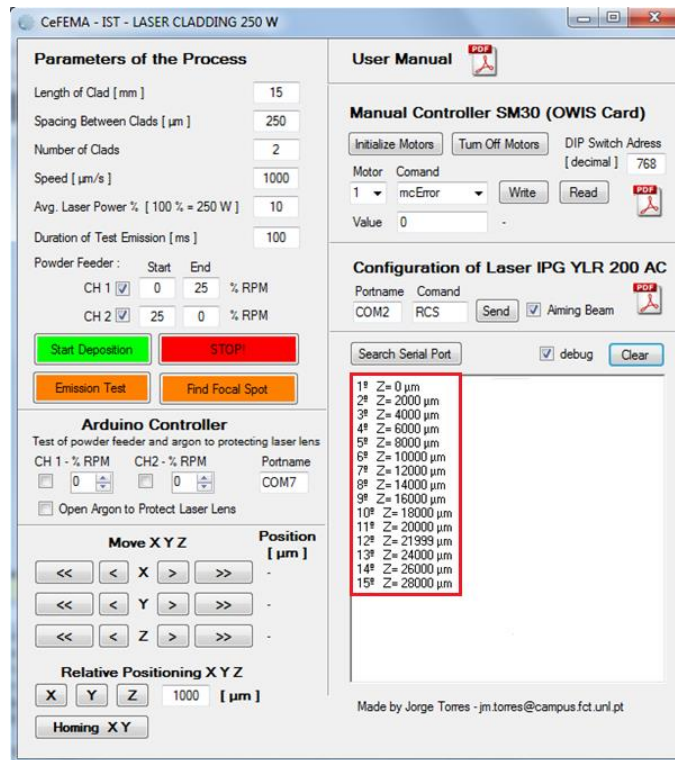 CeFEMA - IST - LASER CLADDING 250 W
Parameters of the Process
Length of Clad [ mm ] 15
Spacing Between Clads [ µm ] 250
Number of Clads 2
Speed [ µm/s ] 1000
Avg. Laser Power % [ 100 % = 250 W ] 10
Duration of Test Emission [ ms ] 100
Powder Feeder : Start End
CH 1 0 25 % RPM
CH 2 25 0 % RPM
Start Deposition STOP!
Emission Test Find Focal Spot
Arduino Controller
Test of powder feeder and argon to protecting laser lens
CH 1 - % RPM CH2 - % RPM Portname
0 0 COM7
Open Argon to Protect Laser Lens
Move X Y Z Position
[ µm ]
<< < X > >> -
<< < Y > >> -
<< < Z > >> -
Relative Positioning X Y Z
X Y Z 1000 [ µm ]
Homing X Y
User Manual PDF
Manual Controller SM30 (OWIS Card)
Initialize Motors Turn Off Motors DIP Switch Adress
[ decimal ] 768
Motor Comand
1 mcError Write Read PDF
Value 0 -
Configuration of Laser IPG YLR 200 AC
Portname Comand PDF
COM2 RCS Send Aiming Beam
Search Serial Port debug Clear
1º Z= 0 µm
2º Z= 2000 µm
3º Z= 4000 µm
4º Z= 6000 µm
5º Z= 8000 µm
6º Z= 10000 µm
7º Z= 12000 µm
8º Z= 14000 µm
9º Z= 16000 µm
10º Z= 18000 µm
11º Z= 20000 µm
12º Z= 21999 µm
13º Z= 24000 µm
14º Z= 26000 µm
15º Z= 28000 µm
Made by Jorge Torres - jm.torres@campus.fct.unl.pt